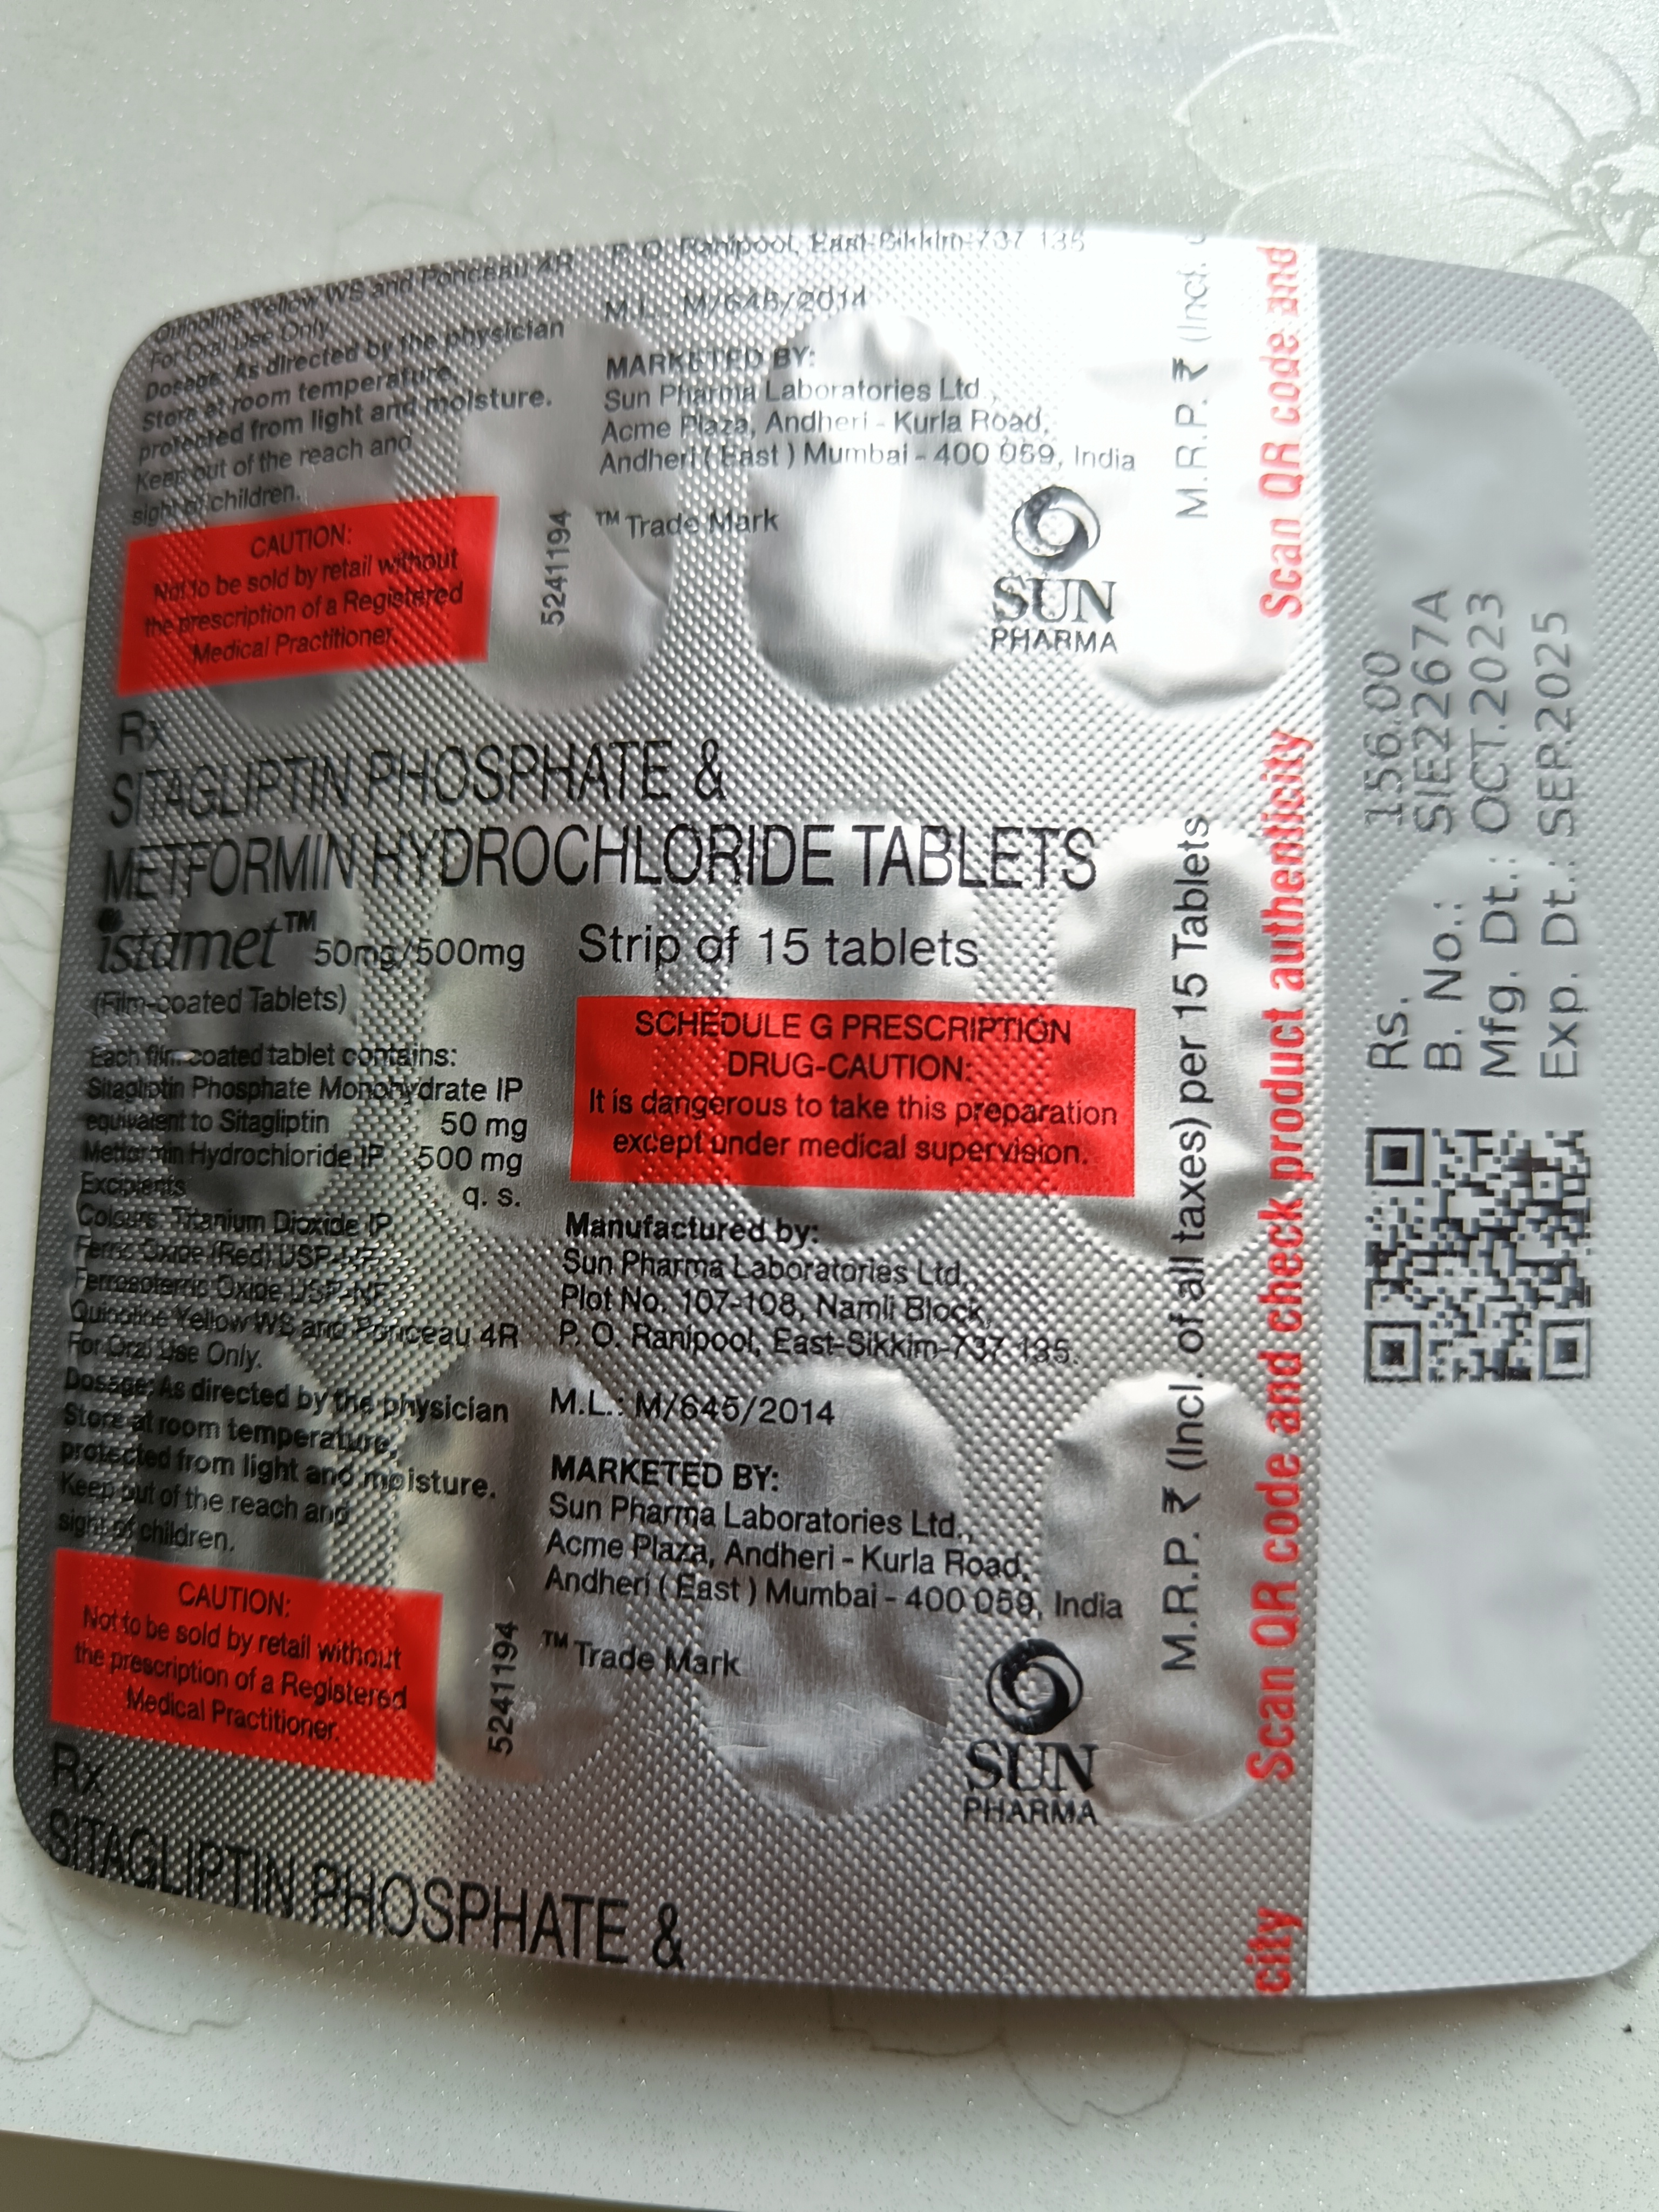 Quinoline Yellow WS and Ponceau 4R
For Oral Use Only.
Dosage: As directed by the physician
Store at room temperature,
protected from light and moisture.
Keep out of the reach and
sight of children.
CAUTION:
Not to be sold by retail without
the prescription of a Registered
Medical Practitioner.
P. O. Ranipool, East-Sikkim-737 135
M.L.: M/645/2014
MARKETED BY:
Sun Pharma Laboratories Ltd.,
Acme Plaza, Andheri - Kurla Road,
Andheri ( East ) Mumbai - 400 059, India
™ Trade Mark
5241194
SUN
PHARMA
Rx
SITAGLIPTIN PHOSPHATE &
METFORMIN HYDROCHLORIDE TABLETS
istamet™ 50mg/500mg
Strip of 15 tablets
(Film-coated Tablets)
Each film-coated tablet contains:
Sitagliptin Phosphate Monohydrate IP
equivalent to Sitagliptin 50 mg
Metformin Hydrochloride IP 500 mg
Excipients q. s.
Colours: Titanium Dioxide IP,
Ferric Oxide (Red) USP-NF
Ferrosoferric Oxide USP-NF
Quinoline Yellow WS and Ponceau 4R
For Oral Use Only.
Dosage: As directed by the physician
Store at room temperature,
protected from light and moisture.
Keep out of the reach and
sight of children.
SCHEDULE G PRESCRIPTION
DRUG-CAUTION:
It is dangerous to take this preparation
except under medical supervision.
Manufactured by:
Sun Pharma Laboratories Ltd.,
Plot No. 107-108, Namli Block,
P. O. Ranipool, East-Sikkim-737 135.
M.L.: M/645/2014
MARKETED BY:
Sun Pharma Laboratories Ltd.,
Acme Plaza, Andheri - Kurla Road,
Andheri ( East ) Mumbai - 400 059, India
™ Trade Mark
5241194
SUN
PHARMA
CAUTION:
Not to be sold by retail without
the prescription of a Registered
Medical Practitioner.
Rx
SITAGLIPTIN PHOSPHATE &
M.R.P. ₹ (Incl.
M.R.P. ₹ (Incl. of all taxes) per 15 Tablets
Scan QR code and
Scan QR code and check product authenticity
city
Rs. 156.00
B. No.: SIE2267A
Mfg. Dt.: OCT.2023
Exp. Dt.: SEP.2025